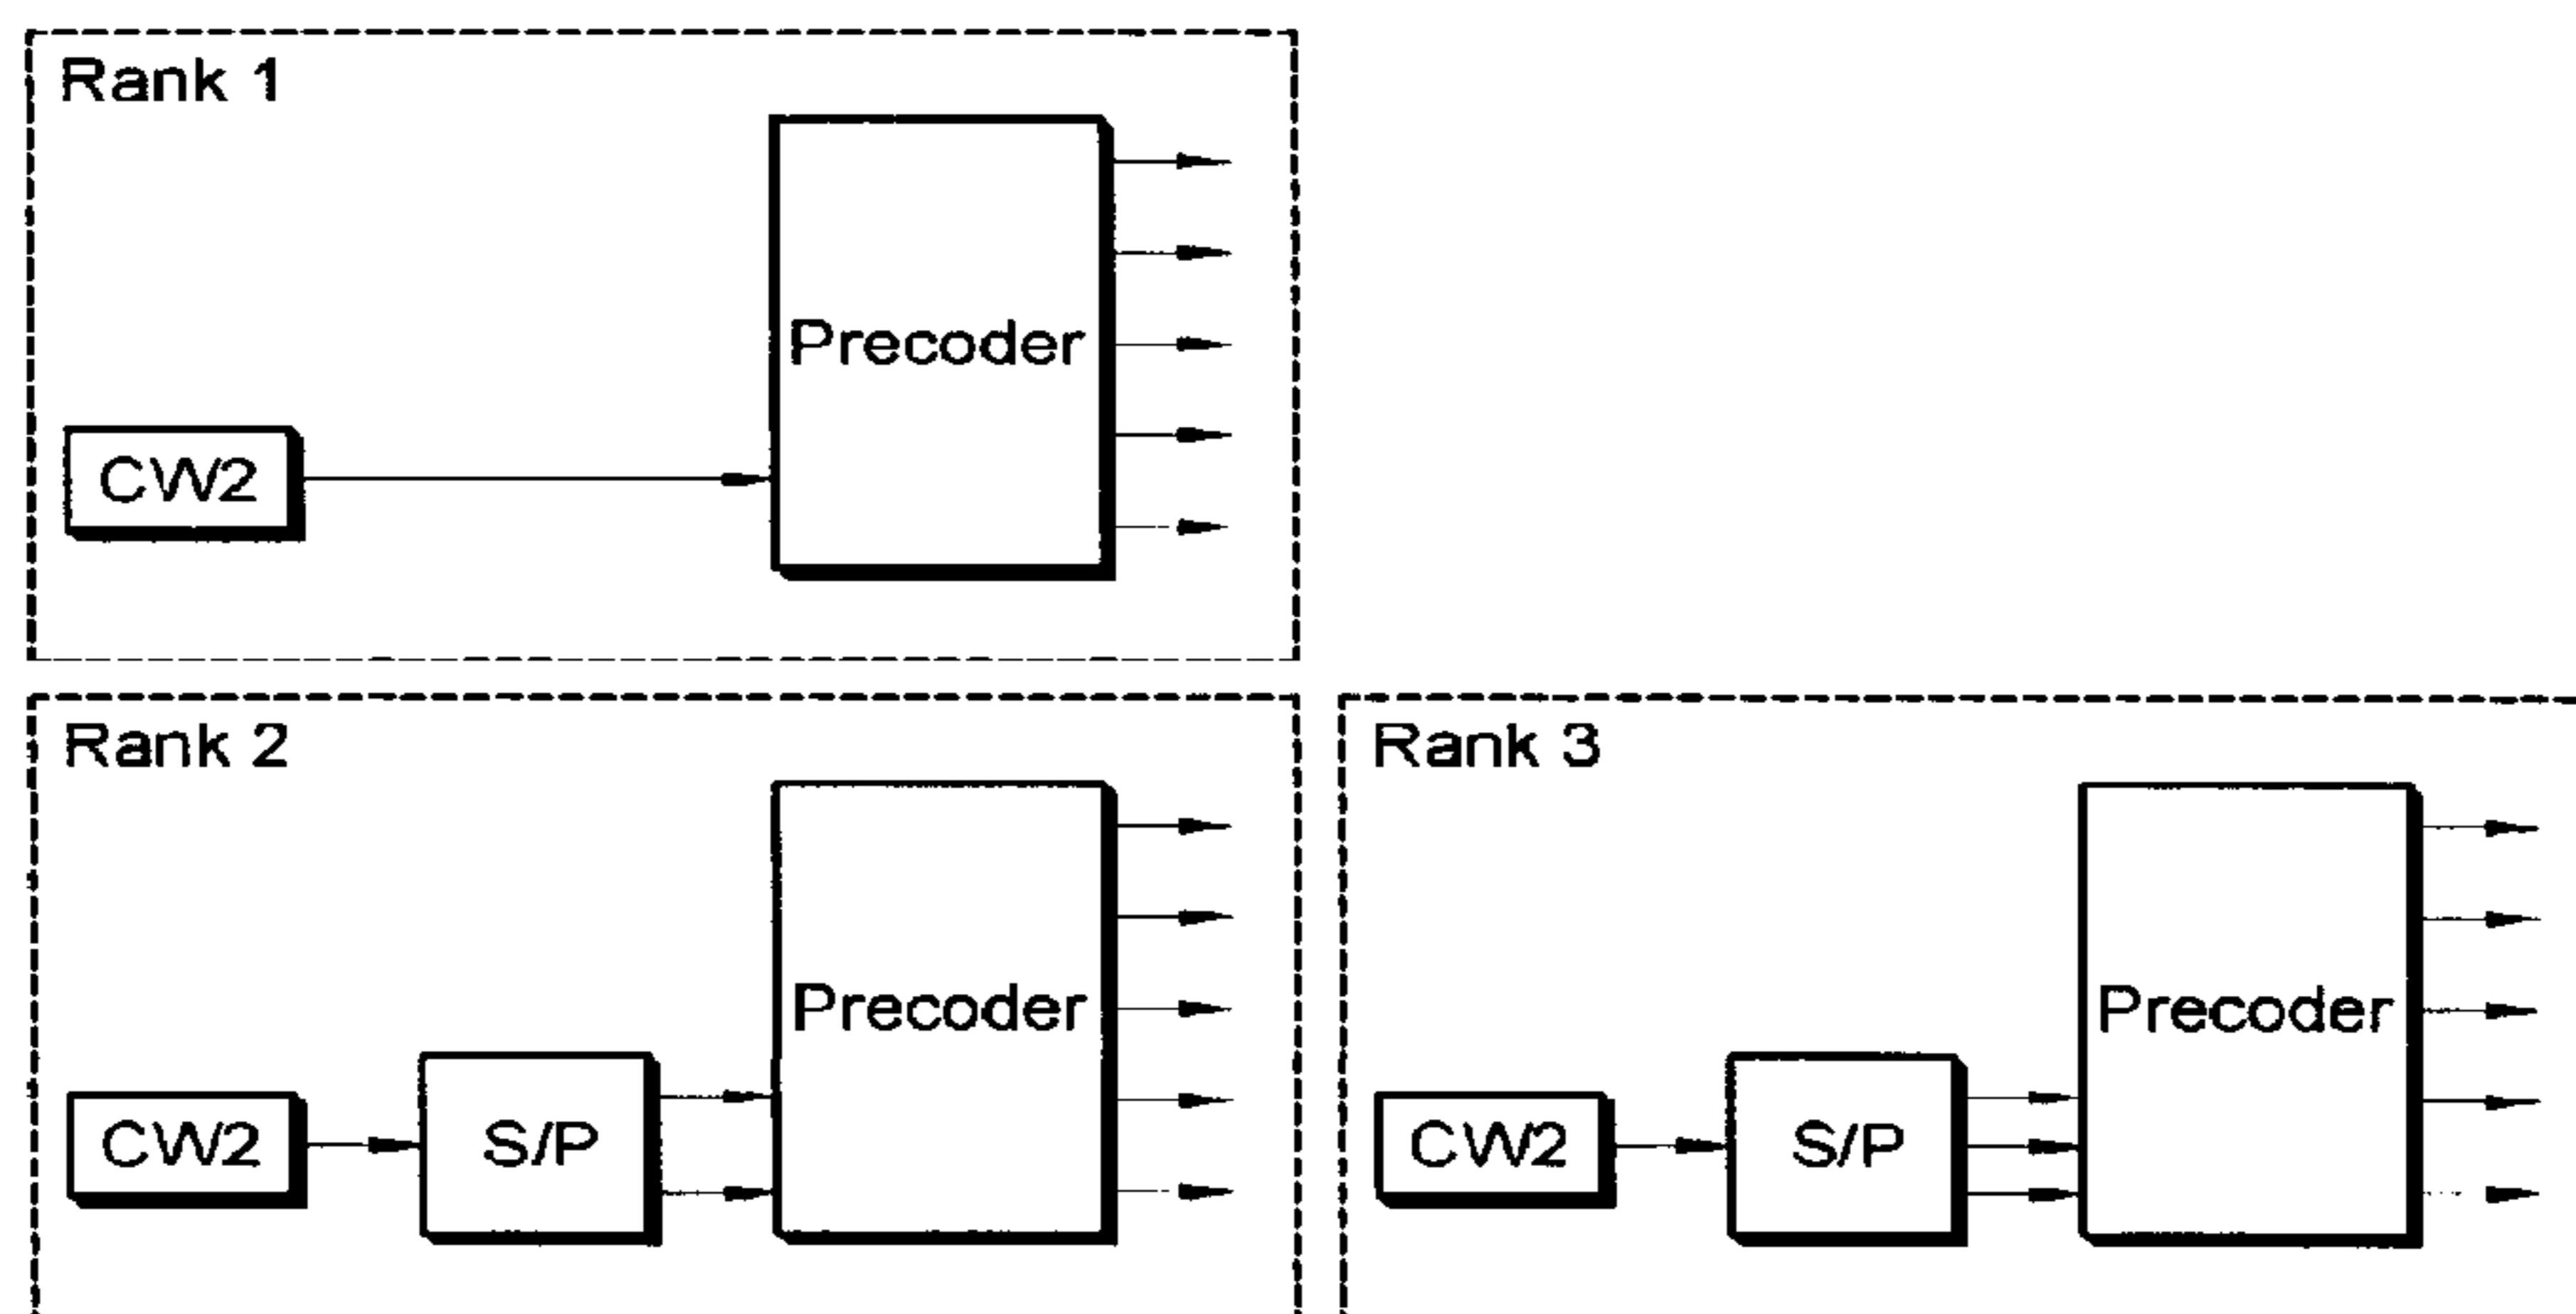 Rank 1
Precoder
CW2
Rank 2
Precoder
CW2
S/P
Rank 3
Precoder
CW2
S/P